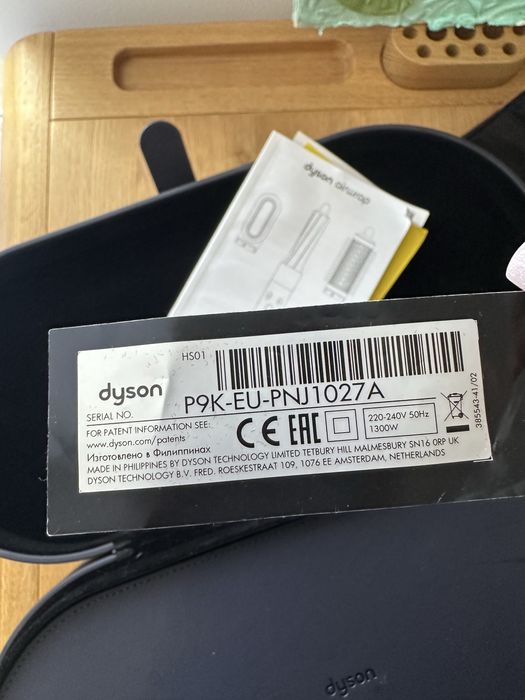 dyson airwrap
HS01
dyson
SERIAL NO.
P9K-EU-PNJ1027A
FOR PATENT INFORMATION SEE:
www.dyson.com/patents
CE EAC
220-240V 50Hz
1300W
385543-41/02
Изготовлено в Филиппинах
MADE IN PHILIPPINES BY DYSON TECHNOLOGY LIMITED TETBURY HILL MALMESBURY SN16 0RP UK
DYSON TECHNOLOGY B.V. FRED. ROESKESTRAAT 109, 1076 EE AMSTERDAM, NETHERLANDS
dyson